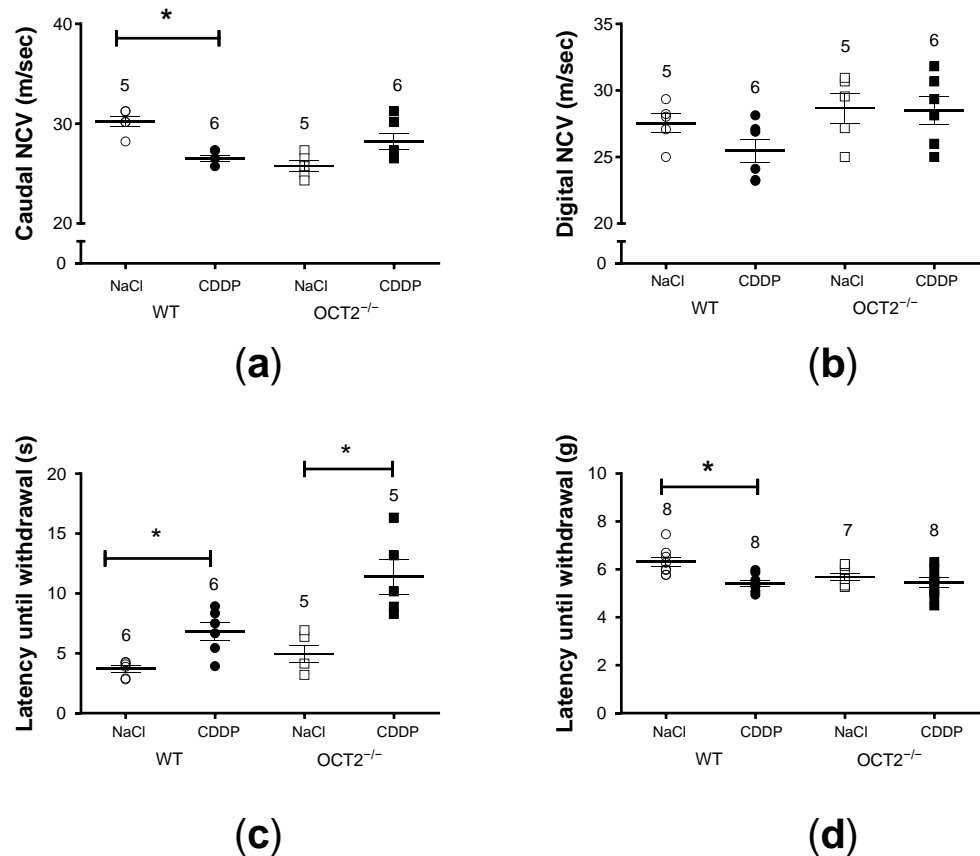 Caudal NCV (m/sec)
40
30
20
0
*
5
6
5
6
NaCl
CDDP
NaCl
CDDP
WT
OCT2−/−
(a)
Digital NCV (m/sec)
35
30
25
20
0
5
6
5
6
NaCl
CDDP
NaCl
CDDP
WT
OCT2−/−
(b)
Latency until withdrawal (s)
20
15
10
5
0
*
*
6
6
5
5
NaCl
CDDP
NaCl
CDDP
WT
OCT2−/−
(c)
Latency until withdrawal (g)
10
8
6
4
2
0
*
8
8
7
8
NaCl
CDDP
NaCl
CDDP
WT
OCT2−/−
(d)